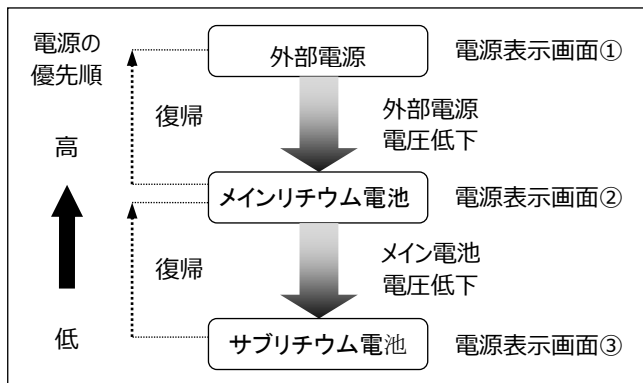 電源の
優先順
外部電源
電源表示画面①
復帰
外部電源
電圧低下
高
メインリチウム電池
電源表示画面②
復帰
メイン電池
電圧低下
低
サブリチウム電池
電源表示画面③